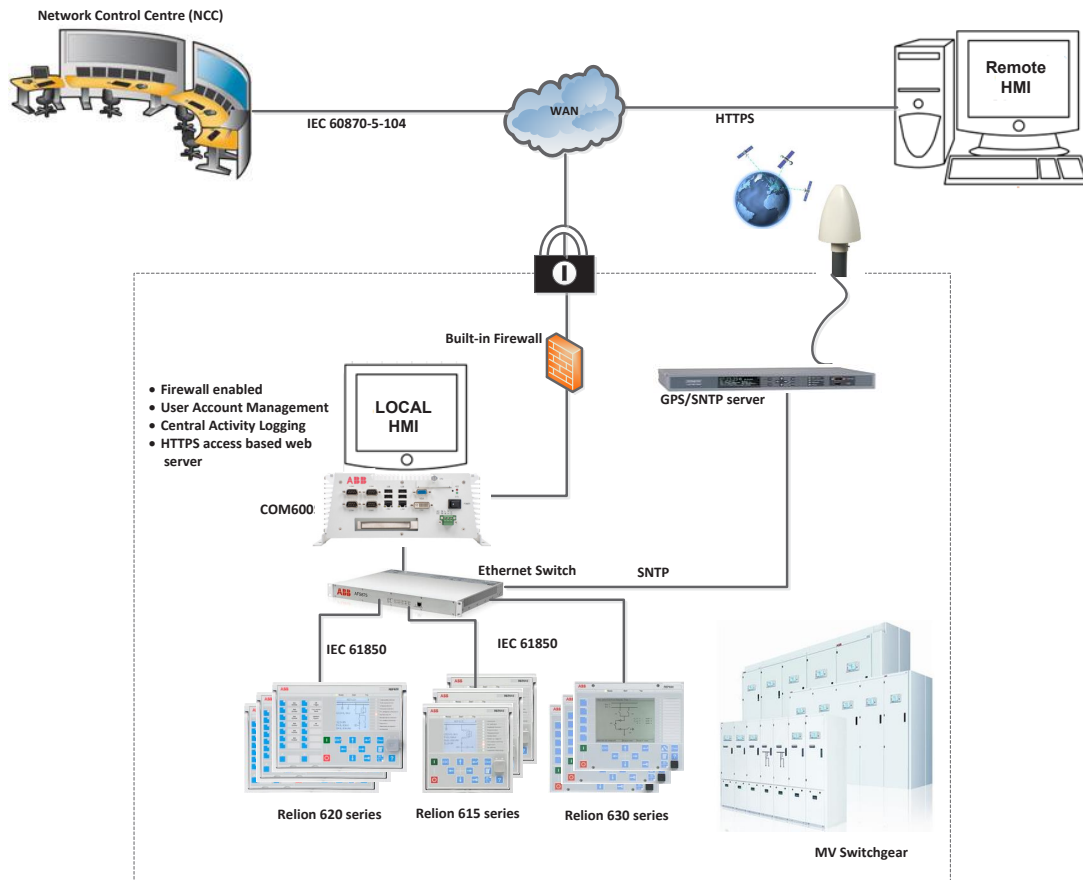 Network Control Centre (NCC)
Remote
HMI
WAN
IEC 60870-5-104
HTTPS
Built-in Firewall
• Firewall enabled
• User Account Management
• Central Activity Logging
• HTTPS access based web
server
LOCAL
HMI
GPS/SNTP server
ABB
COM600
Ethernet Switch
SNTP
ABB
IEC 61850
IEC 61850
ABB
ABB
ABB
Relion 620 series
Relion 615 series
Relion 630 series
MV Switchgear